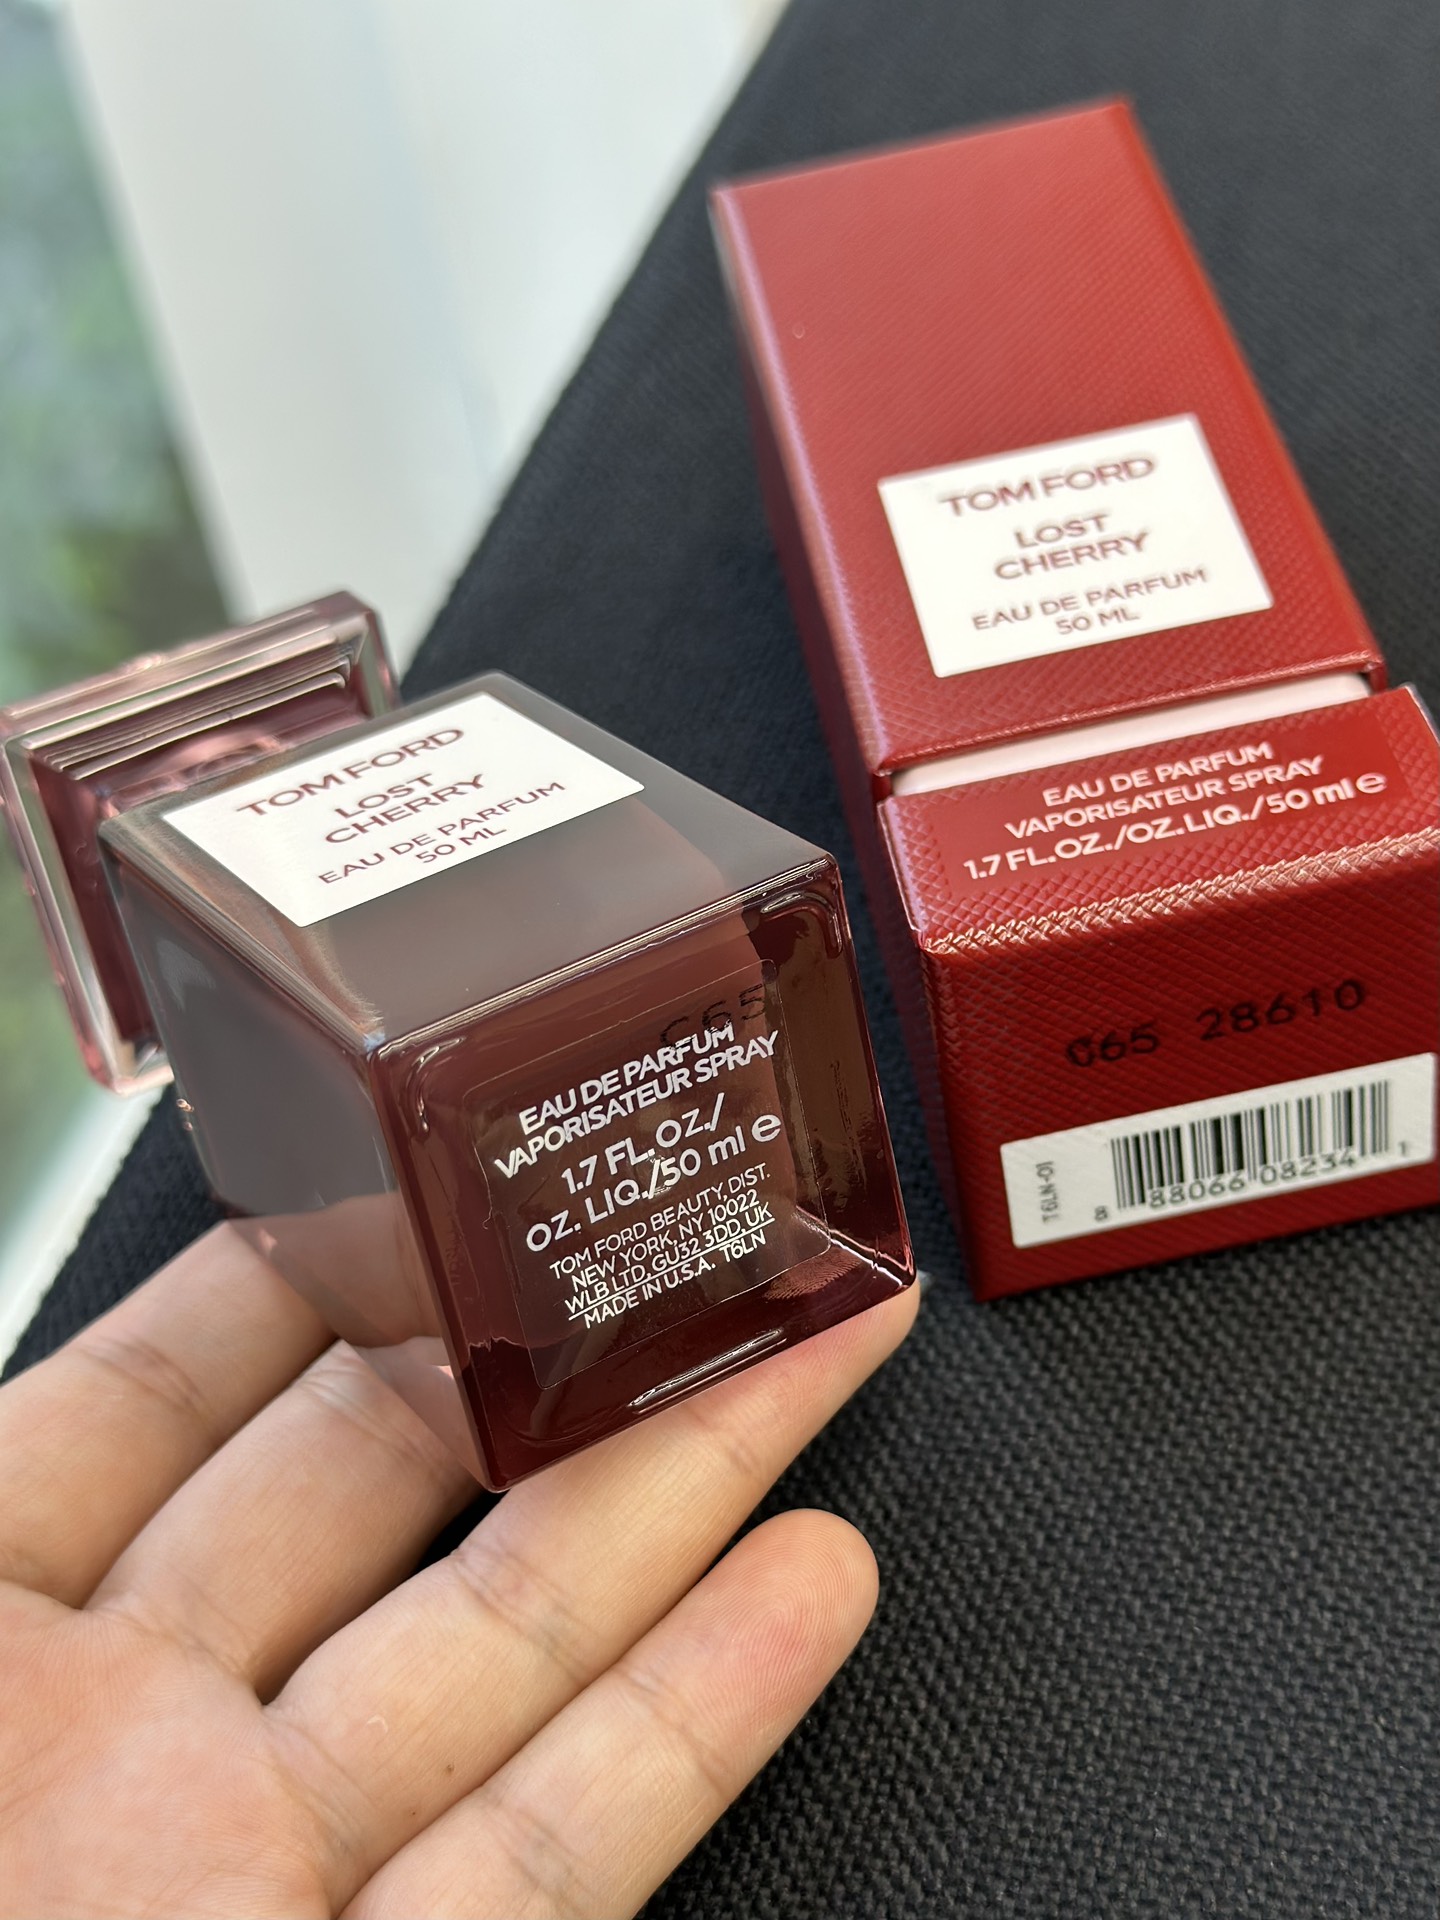 TOM FORD
LOST
CHERRY
EAU DE PARFUM
50 ML
C65
EAU DE PARFUM
VAPORISATEUR SPRAY
1.7 FL. OZ./
OZ. LIQ./50 ml e
TOM FORD BEAUTY, DIST.
NEW YORK, NY 10022
WLB LTD, GU32 3DD, UK
MADE IN U.S.A. T6LN
TOM FORD
LOST
CHERRY
EAU DE PARFUM
50 ML
EAU DE PARFUM
VAPORISATEUR SPRAY
1.7 FL.OZ./OZ.LIQ./50 ml e
C65 28610
T6LN-01
8 88066 08234 1